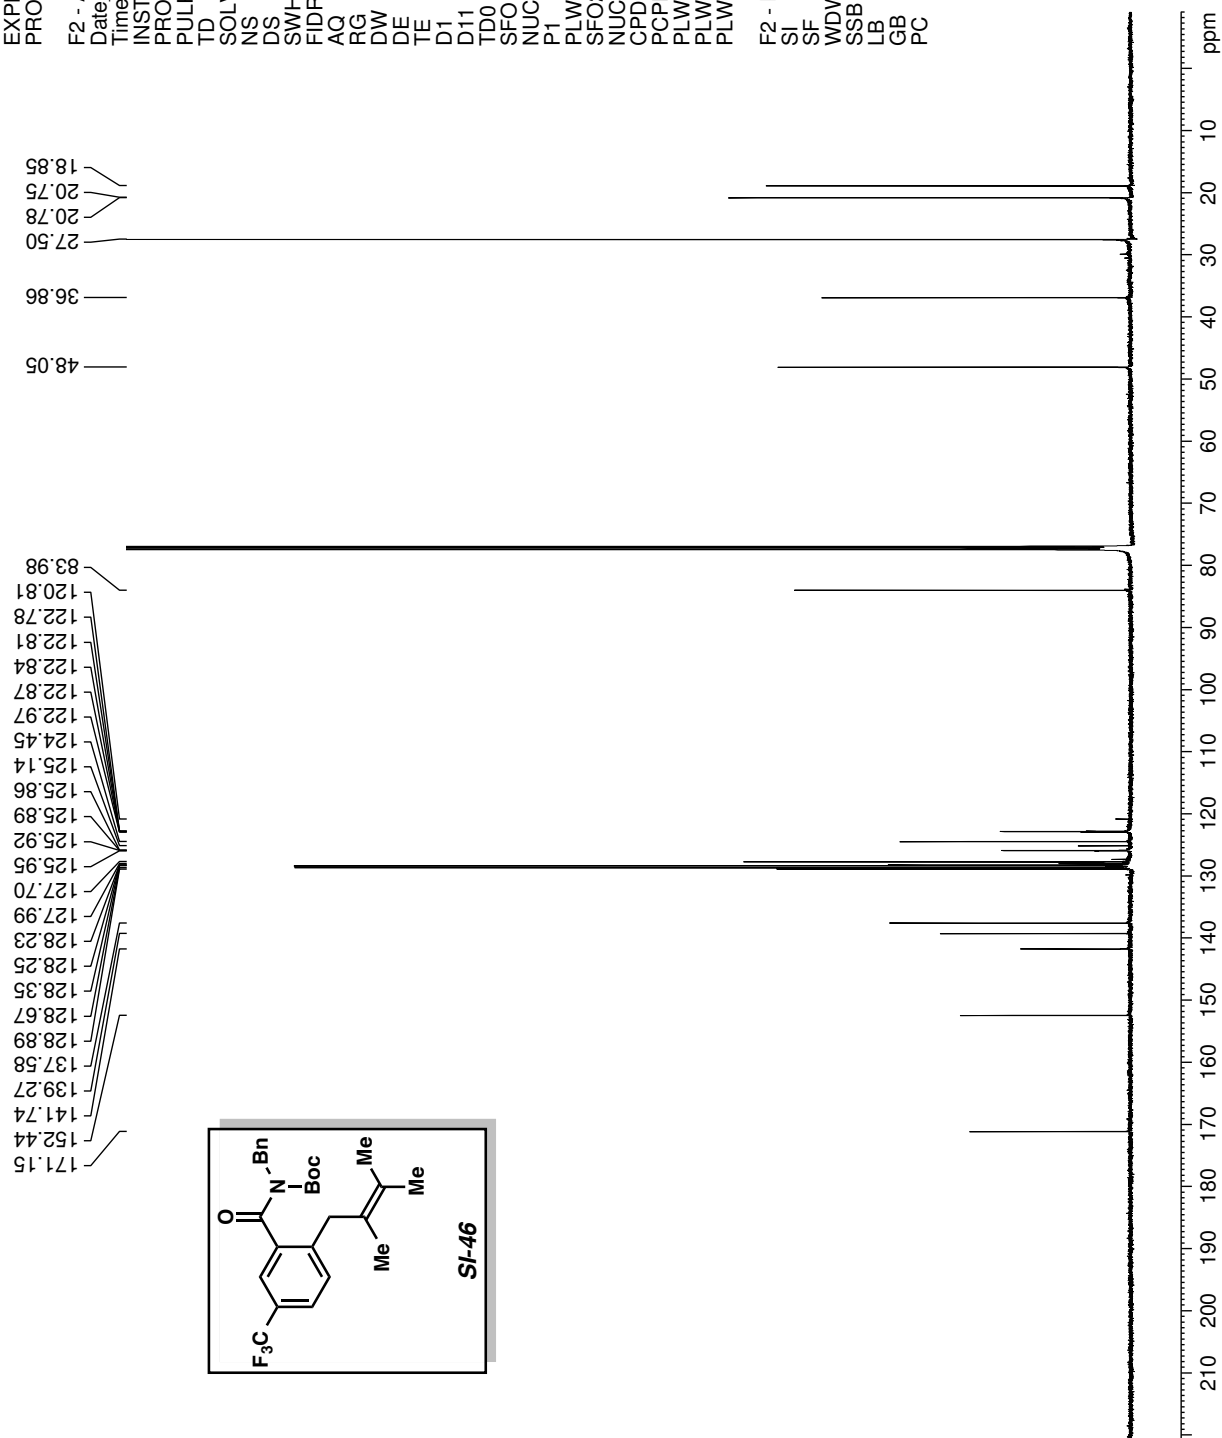 EXPI
PRO
F2 - A
Date_
Time
INST
PRO
PULI
TD
SOLV
NS
DS
SWH
FIDR
AQ
RG
DW
DE
TE
D1
D11
TD0
SFO
NUC
P1
PLW
SFO
NUC
CPD
PCP
PLW
PLW
PLW
F2 -
SI
SF
WDW
SSB
LB
GB
PC
171.15
152.44
141.74
139.27
137.58
128.89
128.67
128.35
128.25
128.23
127.99
127.70
125.95
125.92
125.89
125.86
125.14
124.45
122.97
122.87
122.84
122.81
122.78
120.81
83.98
48.05
36.86
27.50
20.78
20.75
18.85
O
F3C
N
Bn
Boc
Me
Me
Me
SI-46
210 200 190 180 170 160 150 140 130 120 110 100 90 80 70 60 50 40 30 20 10 ppm